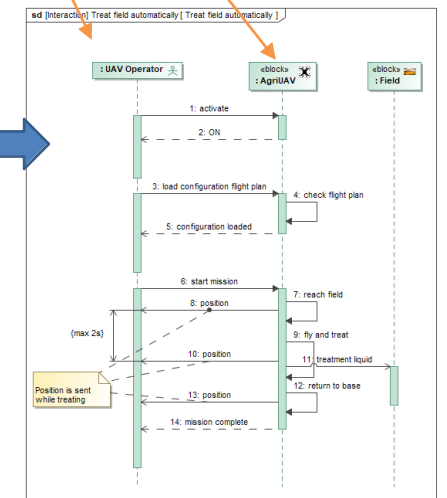 sd [Interaction] Treat field automatically [ Treat field automatically ]
: UAV Operator
«block»
: AgriUAV
«block»
: Field
1: activate
2: ON
3: load configuration flight plan
4: check flight plan
5: configuration loaded
6: start mission
7: reach field
8: position
{max 2s}
9: fly and treat
10: position
11: treatment liquid
12: return to base
Position is sent
while treating
13: position
14: mission complete